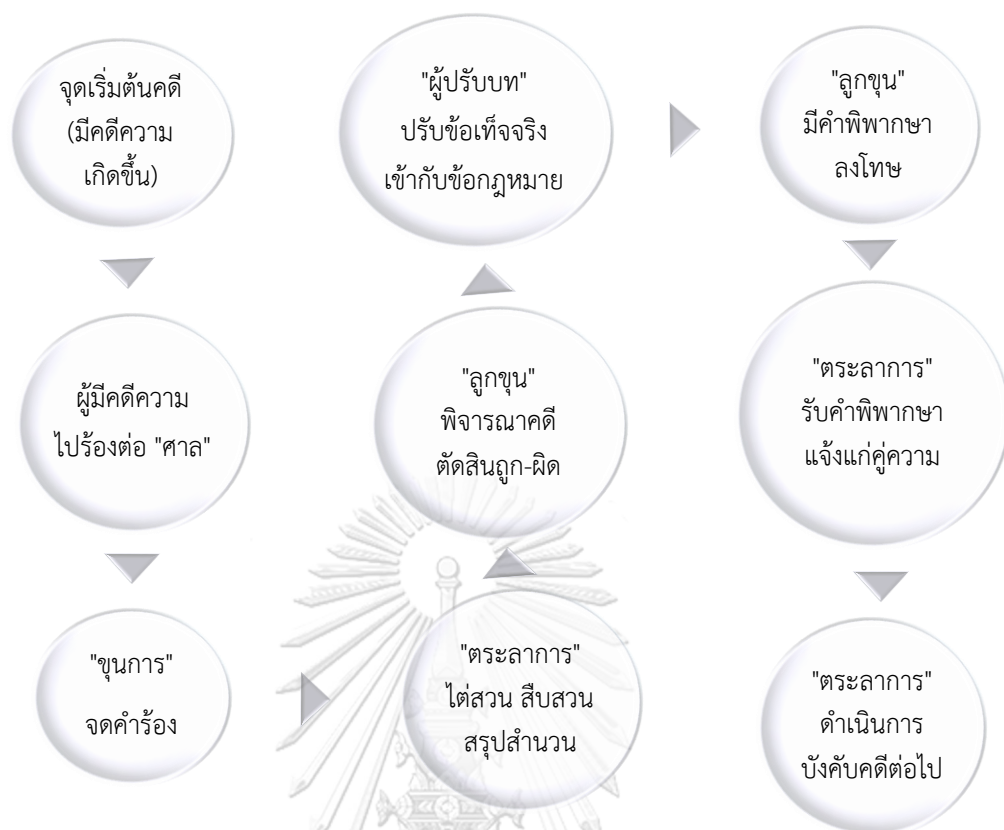 จุดเริ่มต้นคดี
(มีคดีความ
เกิดขึ้น)
ผู้มีคดีความ
ไปร้องต่อ "ศาล"
"ขุนการ"
จดคำร้อง
"ตระลาการ"
ไต่สวน สืบสวน
สรุปสำนวน
"ลูกขุน"
พิจารณาคดี
ตัดสินถูก-ผิด
"ผู้ปรับบท"
ปรับข้อเท็จจริง
เข้ากับข้อกฎหมาย
"ลูกขุน"
มีคำพิพากษา
ลงโทษ
"ตระลาการ"
รับคำพิพากษา
แจ้งแก่คู่ความ
"ตระลาการ"
ดำเนินการ
บังคับคดีต่อไป